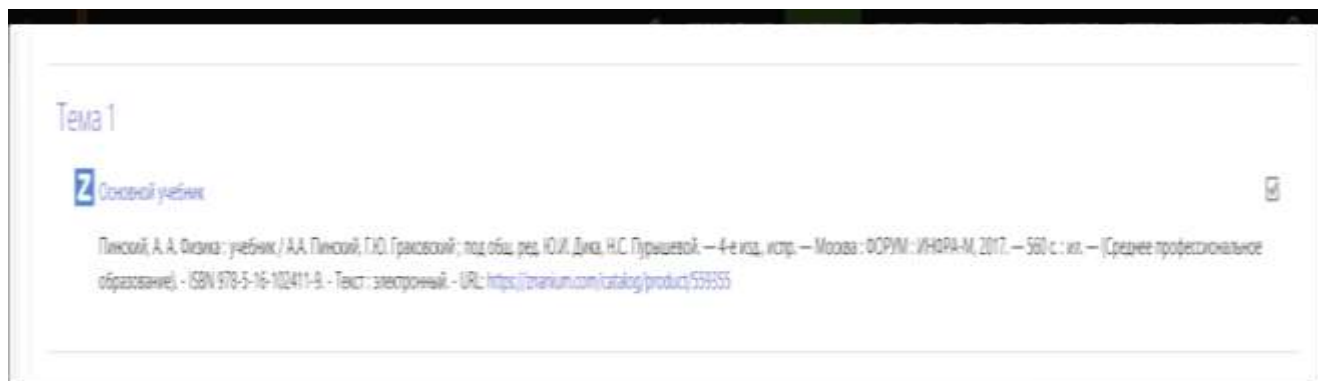 Тема 1
Z Основной учебник
Пинский, А. А. Физика : учебник / А.А. Пинский, Г.Ю. Граковский ; под общ. ред. Ю.И. Дика, Н.С. Пурышевой. — 4-е изд., испр. — Москва : ФОРУМ : ИНФРА-М, 2017. — 560 с. : ил. — (Среднее профессиональное
образование). - ISBN 978-5-16-102411-9. - Текст : электронный. - URL: https://znanium.com/catalog/product/559355